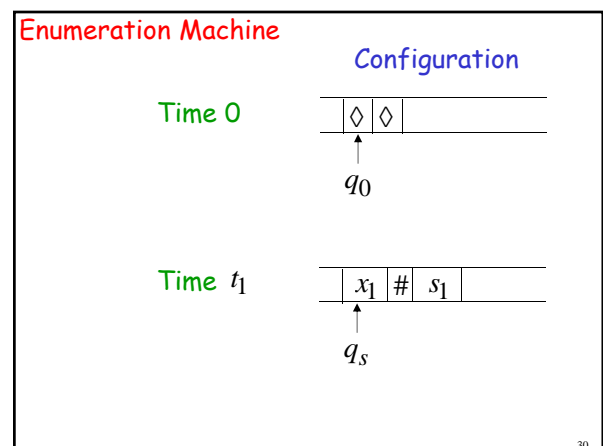 Enumeration Machine
Configuration
Time 0
◊ ◊
q0
Time t1
x1 # s1
qs
30